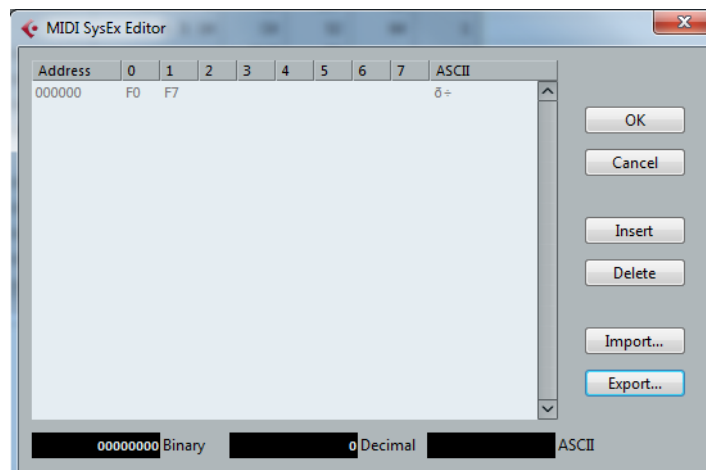 MIDI SysEx Editor
Address 0 1 2 3 4 5 6 7 ASCII
000000 F0 F7 ð÷
OK
Cancel
Insert
Delete
Import...
Export...
00000000 Binary 0 Decimal ASCII